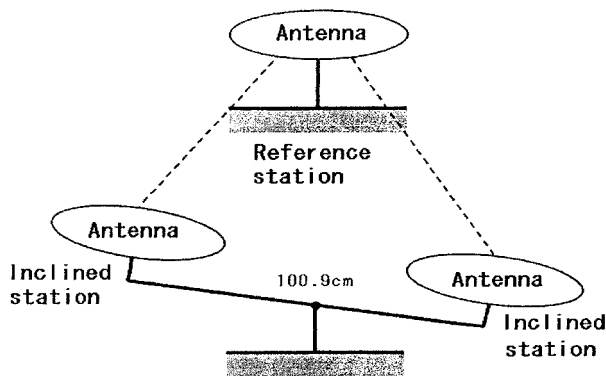 Antenna
Reference
station
Antenna
Inclined
station
100.9cm
Antenna
Inclined
station